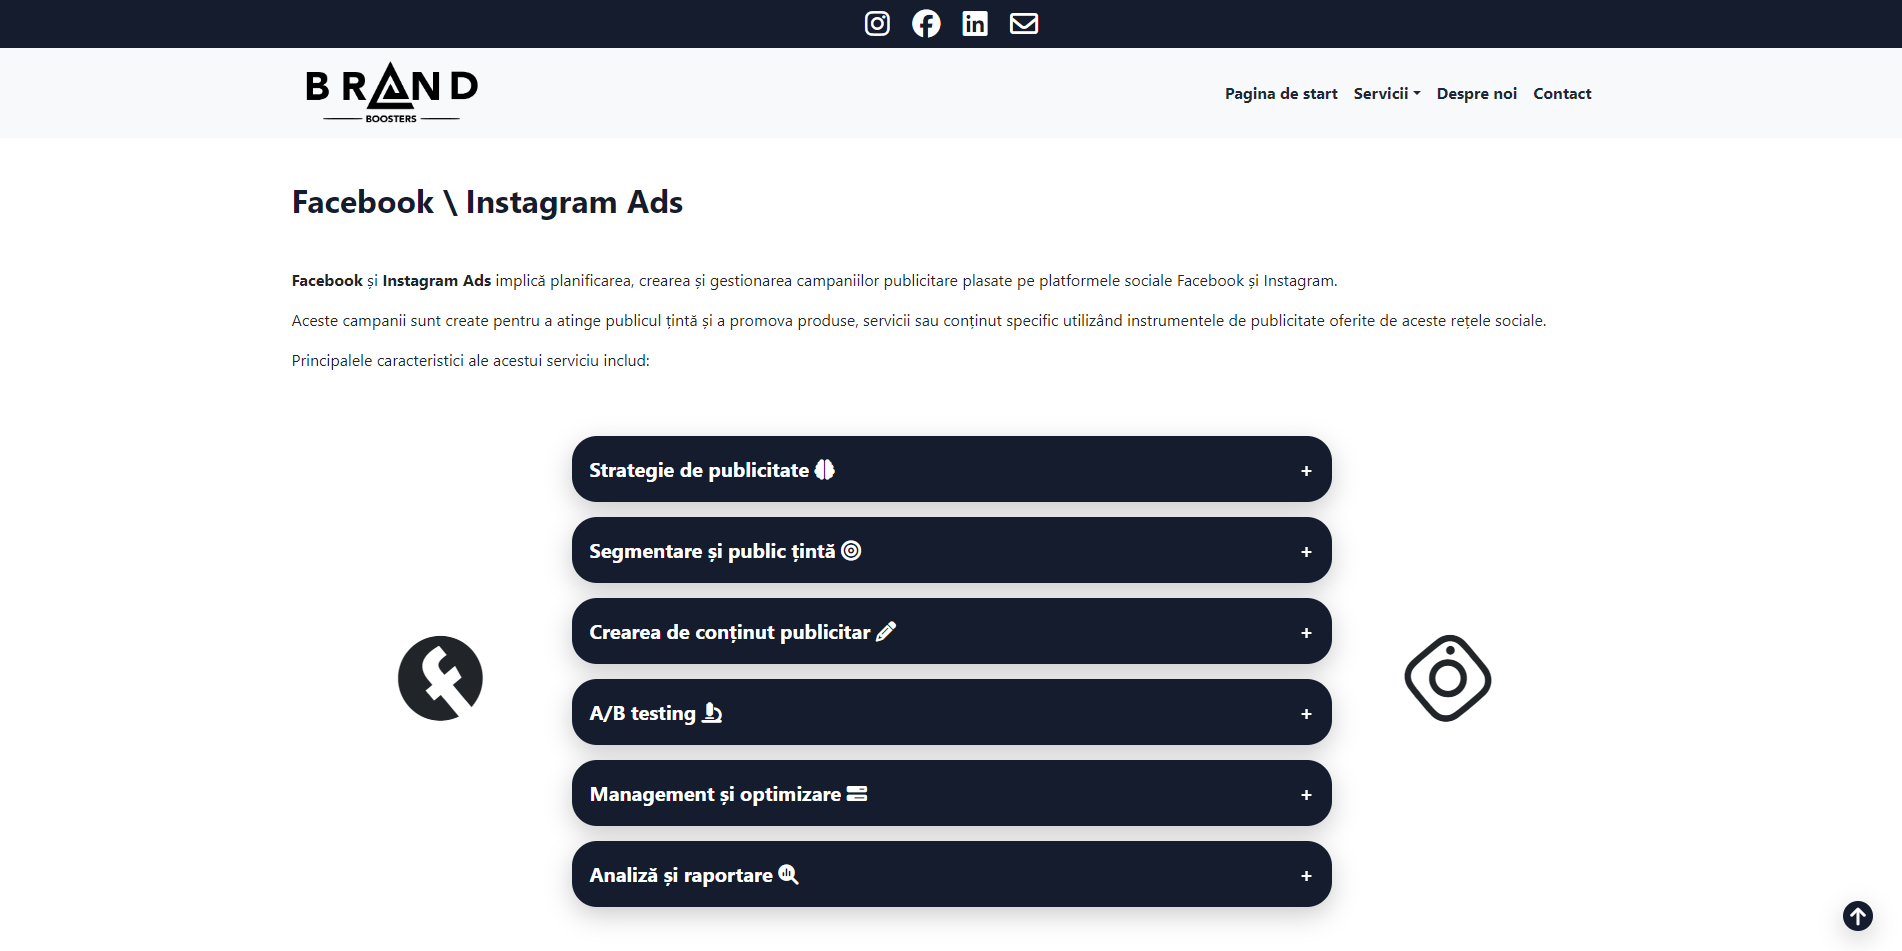 BRAND
BOOSTERS
Pagina de start Servicii Despre noi Contact
Facebook \ Instagram Ads
Facebook și Instagram Ads implică planificarea, crearea și gestionarea campaniilor publicitare plasate pe platformele sociale Facebook și Instagram.
Aceste campanii sunt create pentru a atinge publicul țintă și a promova produse, servicii sau conținut specific utilizând instrumentele de publicitate oferite de aceste rețele sociale.
Principalele caracteristici ale acestui serviciu includ:
Strategie de publicitate +
Segmentare și public țintă +
Crearea de conținut publicitar +
A/B testing +
Management și optimizare +
Analiză și raportare +